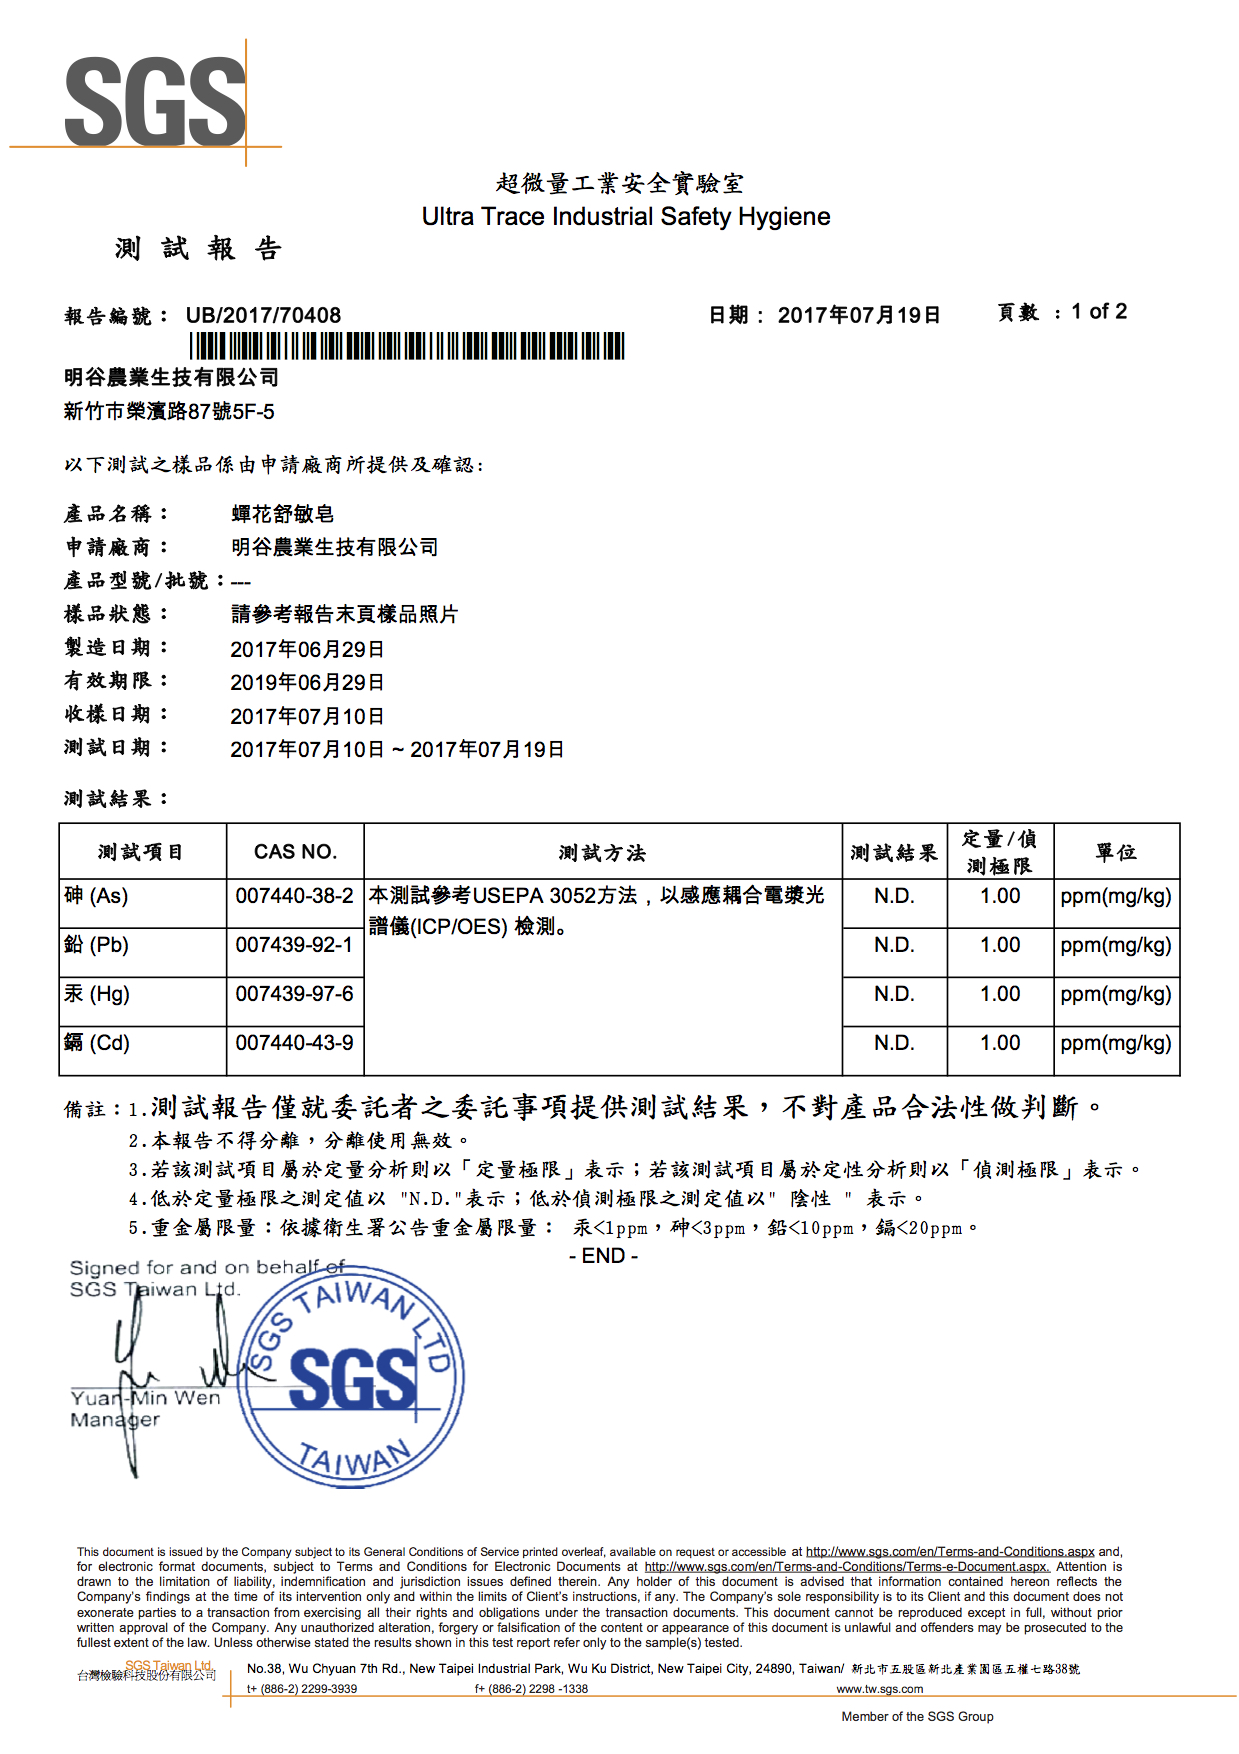 SGS
超微量工業安全實驗室
Ultra Trace Industrial Safety Hygiene
測 試 報 告
報告編號： UB/2017/70408 日期： 2017年07月19日 頁數 ：1 of 2
明谷農業生技有限公司
新竹市榮濱路87號5F-5
以下測試之樣品係由申請廠商所提供及確認:
產品名稱： 蟬花舒敏皂
申請廠商： 明谷農業生技有限公司
產品型號/批號：---
樣品狀態： 請參考報告末頁樣品照片
製造日期： 2017年06月29日
有效期限： 2019年06月29日
收樣日期： 2017年07月10日
測試日期： 2017年07月10日 ~ 2017年07月19日
測試結果：
測試項目 CAS NO. 測試方法 測試結果 定量/偵測極限 單位
砷 (As) 007440-38-2 本測試參考USEPA 3052方法，以感應耦合電漿光譜儀(ICP/OES) 檢測。 N.D. 1.00 ppm(mg/kg)
鉛 (Pb) 007439-92-1 N.D. 1.00 ppm(mg/kg)
汞 (Hg) 007439-97-6 N.D. 1.00 ppm(mg/kg)
鎘 (Cd) 007440-43-9 N.D. 1.00 ppm(mg/kg)
備註：1.測試報告僅就委託者之委託事項提供測試結果，不對產品合法性做判斷。
2.本報告不得分離，分離使用無效。
3.若該測試項目屬於定量分析則以「定量極限」表示；若該測試項目屬於定性分析則以「偵測極限」表示。
4.低於定量極限之測定值以 "N.D."表示；低於偵測極限之測定值以" 陰性 " 表示。
5.重金屬限量：依據衛生署公告重金屬限量： 汞<1ppm，砷<3ppm，鉛<10ppm，鎘<20ppm。
- END -
Signed for and on behalf of
SGS Taiwan Ltd.
Yuan-Min Wen
Manager
SGS TAIWAN LTD
SGS
TAIWAN
This document is issued by the Company subject to its General Conditions of Service printed overleaf, available on request or accessible at http://www.sgs.com/en/Terms-and-Conditions.aspx and,
for electronic format documents, subject to Terms and Conditions for Electronic Documents at http://www.sgs.com/en/Terms-and-Conditions/Terms-e-Document.aspx. Attention is
drawn to the limitation of liability, indemnification and jurisdiction issues defined therein. Any holder of this document is advised that information contained hereon reflects the
Company's findings at the time of its intervention only and within the limits of Client's instructions, if any. The Company's sole responsibility is to its Client and this document does not
exonerate parties to a transaction from exercising all their rights and obligations under the transaction documents. This document cannot be reproduced except in full, without prior
written approval of the Company. Any unauthorized alteration, forgery or falsification of the content or appearance of this document is unlawful and offenders may be prosecuted to the
fullest extent of the law. Unless otherwise stated the results shown in this test report refer only to the sample(s) tested.
SGS Taiwan Ltd.
台灣檢驗科技股份有限公司
No.38, Wu Chyuan 7th Rd., New Taipei Industrial Park, Wu Ku District, New Taipei City, 24890, Taiwan/ 新北市五股區新北產業園區五權七路38號
t+ (886-2) 2299-3939 f+ (886-2) 2298 -1338 www.tw.sgs.com
Member of the SGS Group